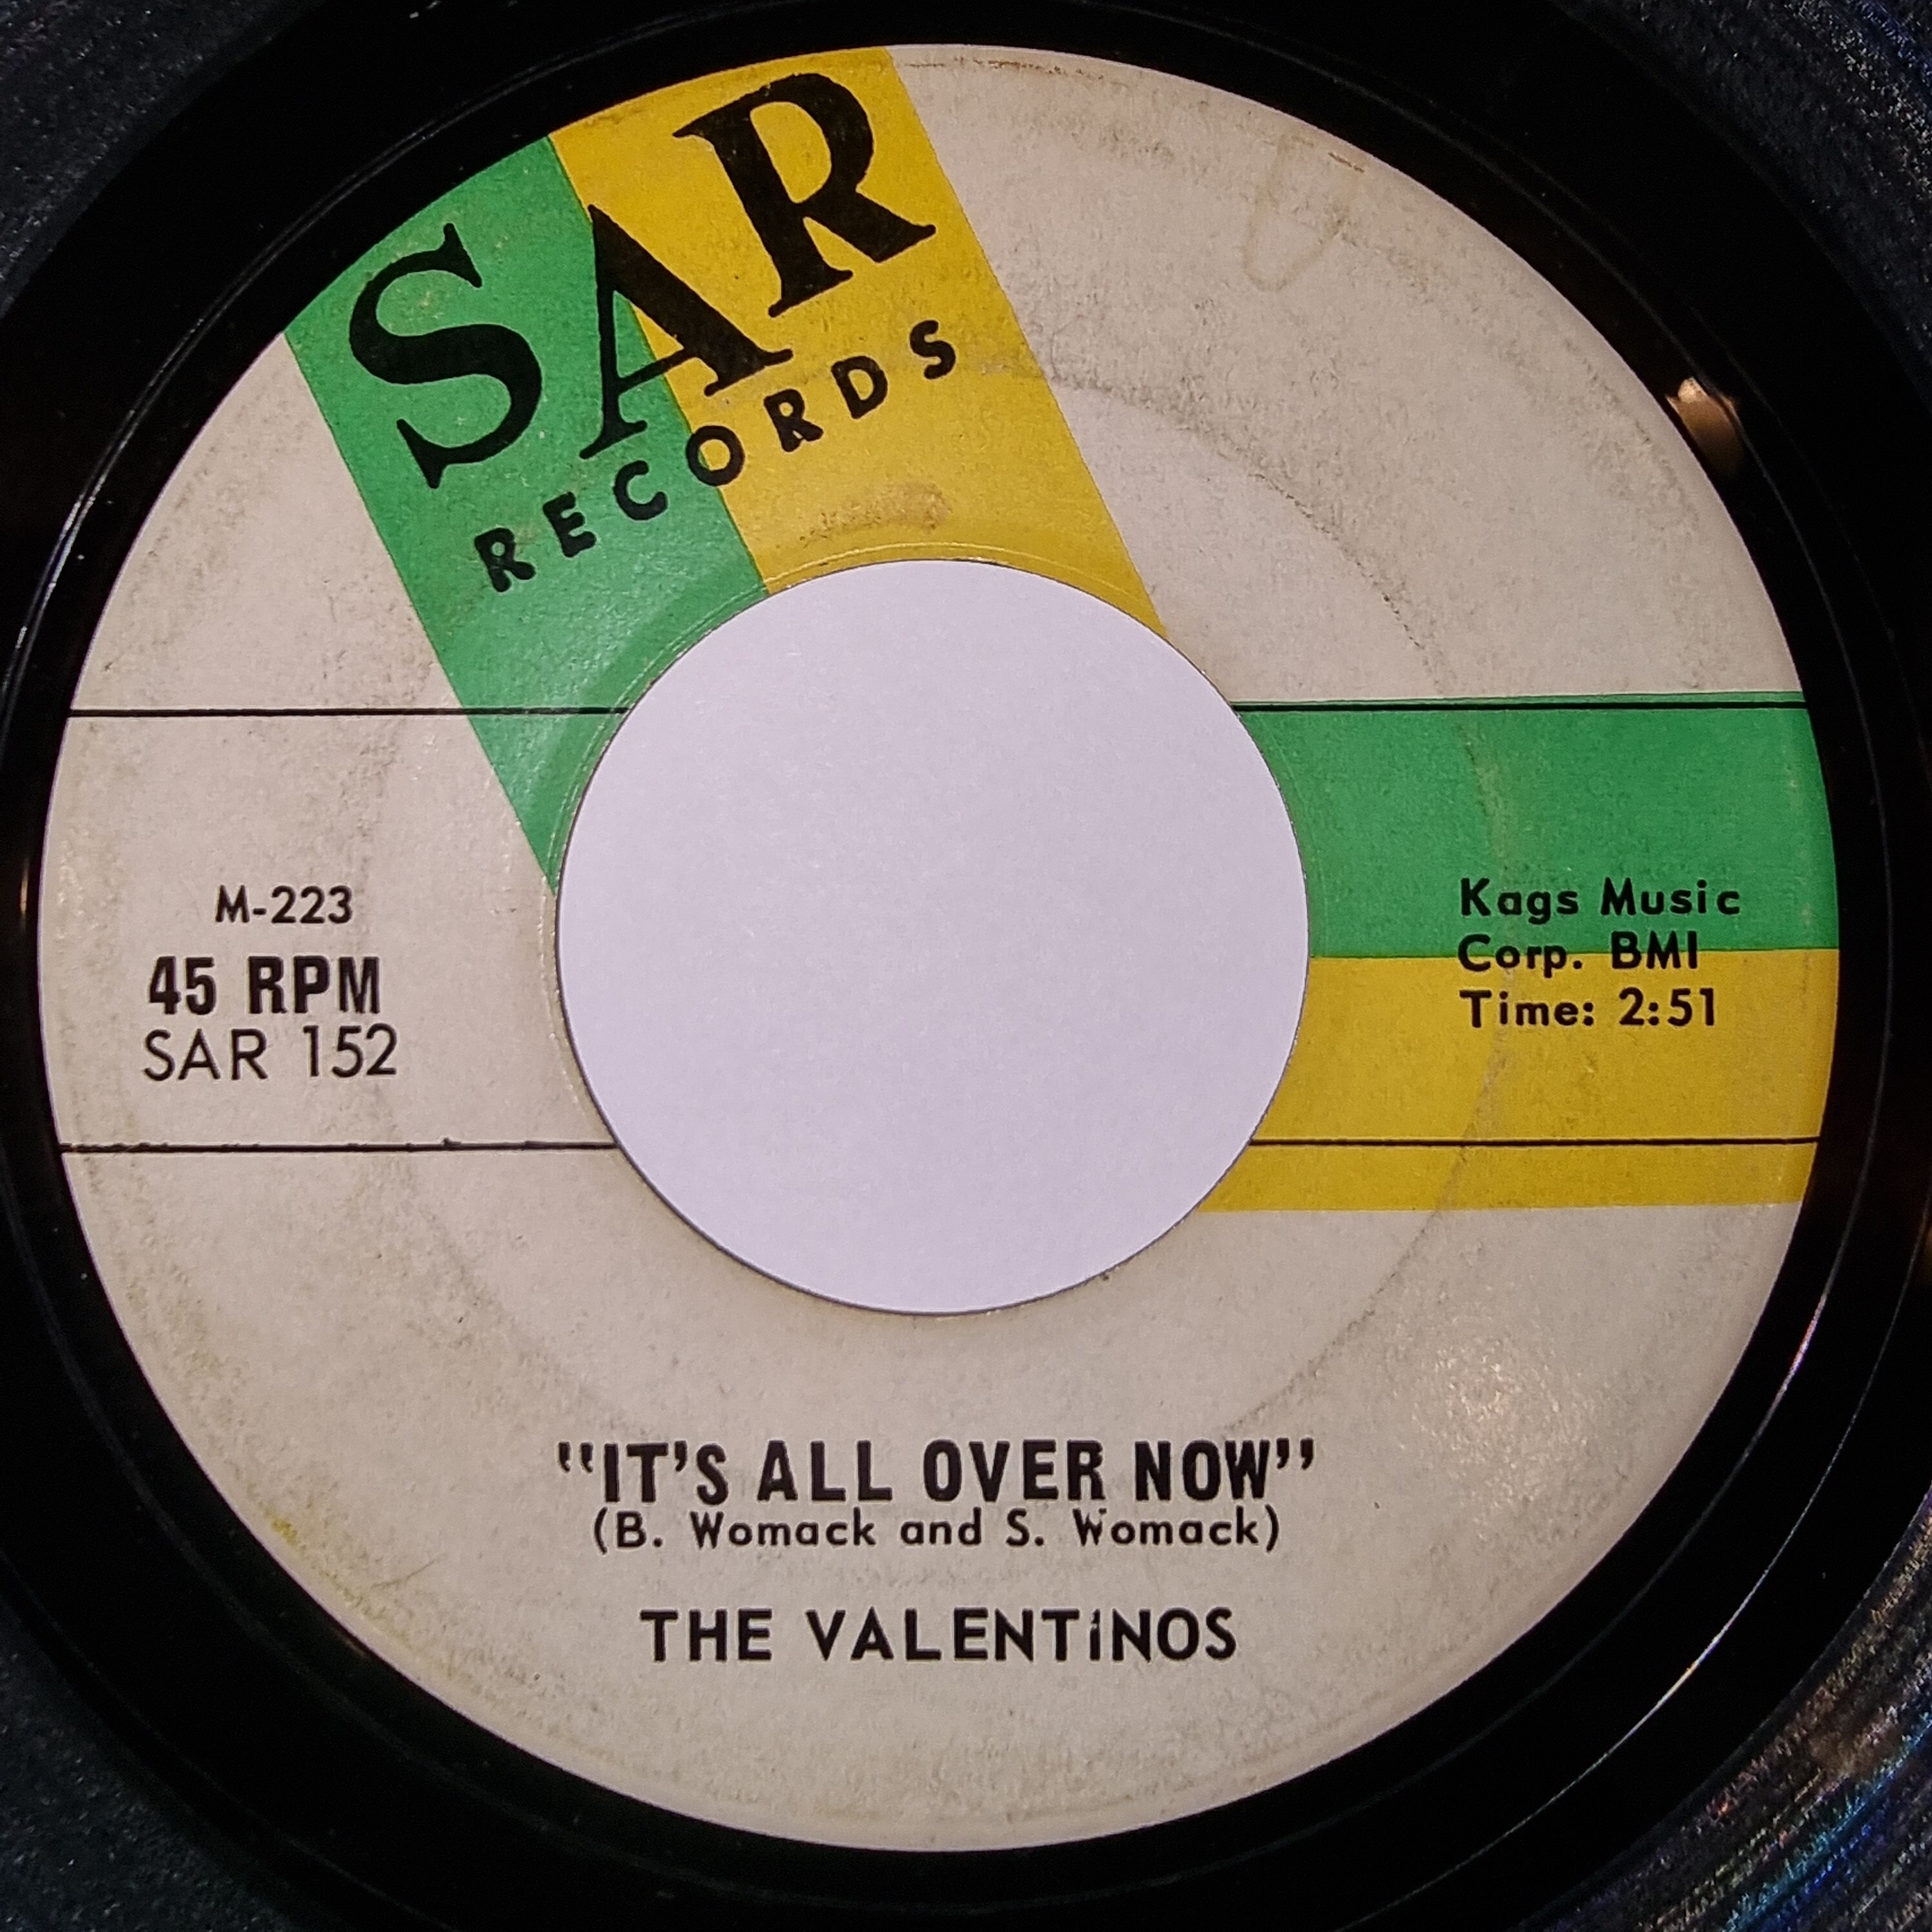 SAR
RECORDS
M-223
45 RPM
SAR 152
Kags Music
Corp. BMI
Time: 2:51
"IT'S ALL OVER NOW"
(B. Womack and S. Womack)
THE VALENTiNOS